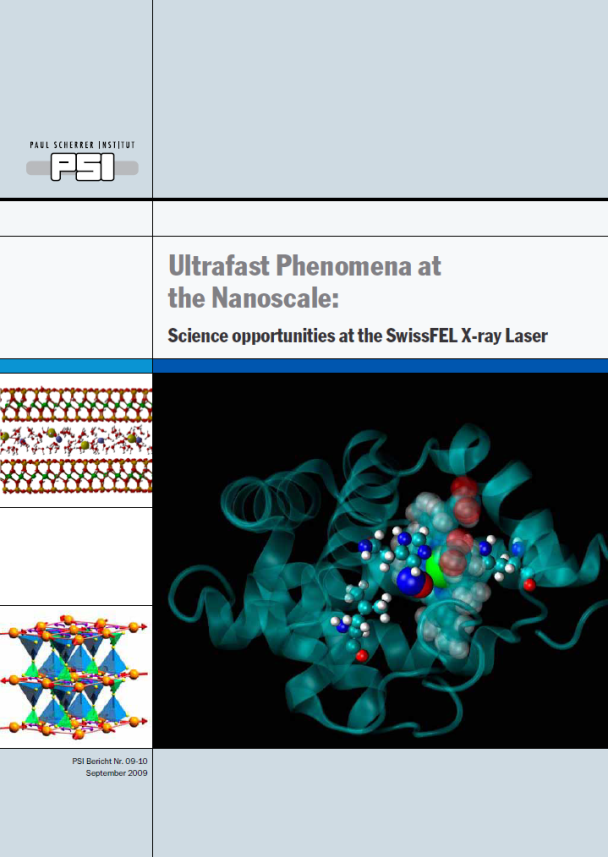 PAUL SCHERRER INSTITUT
PSI
Ultrafast Phenomena at
the Nanoscale:
Science opportunities at the SwissFEL X-ray Laser
PSI Bericht Nr. 09-10
September 2009